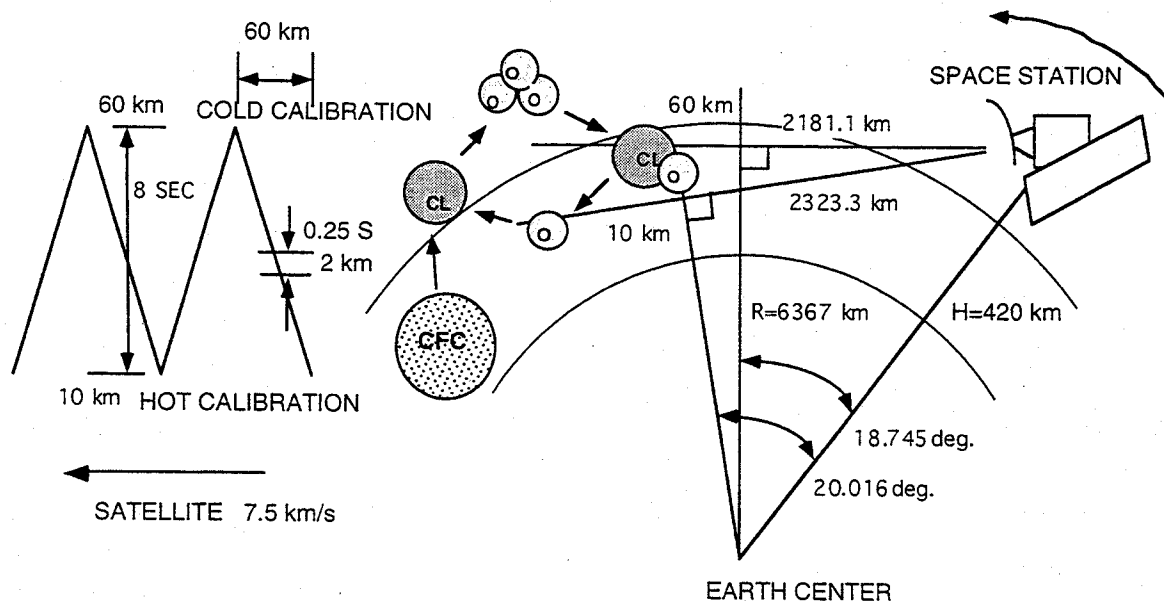 60 km
60 km
COLD CALIBRATION
8 SEC
0.25 S
2 km
10 km
HOT CALIBRATION
SATELLITE 7.5 km/s
O
O
O
CL
O
CL
O
CFC
60 km
2181.1 km
SPACE STATION
2323.3 km
10 km
R=6367 km
H=420 km
18.745 deg.
20.016 deg.
EARTH CENTER